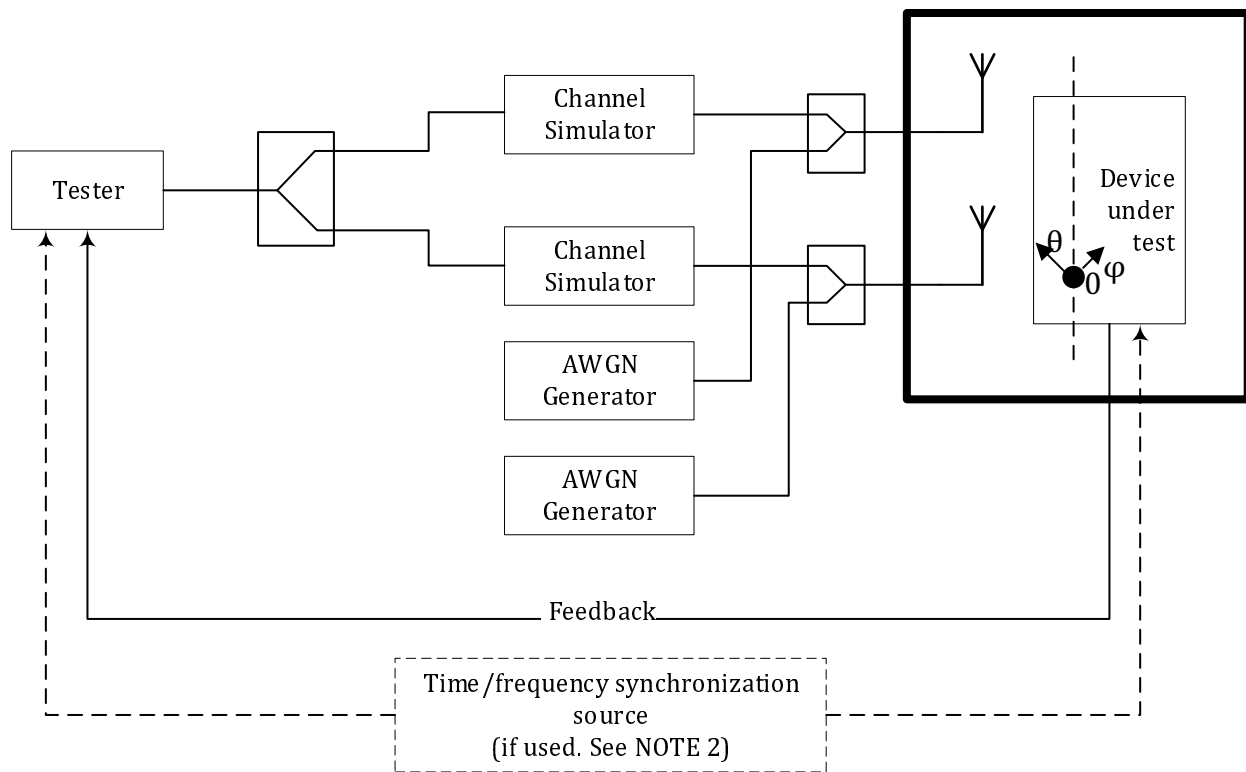 Channel
Simulator
Tester
Device
under
test
θ
φ
0
Channel
Simulator
AWGN
Generator
AWGN
Generator
Feedback
Time/frequency synchronization
source
(if used. See NOTE 2)